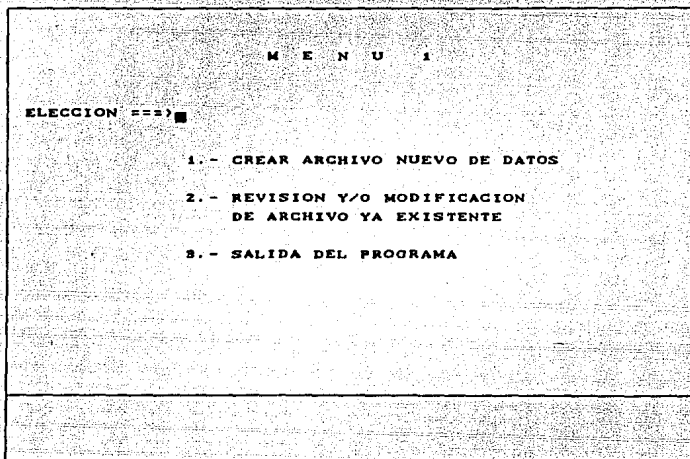 M E N U 1
ELECCION ===>
1.- CREAR ARCHIVO NUEVO DE DATOS
2.- REVISION Y/O MODIFICACION
DE ARCHIVO YA EXISTENTE
3.- SALIDA DEL PROGRAMA